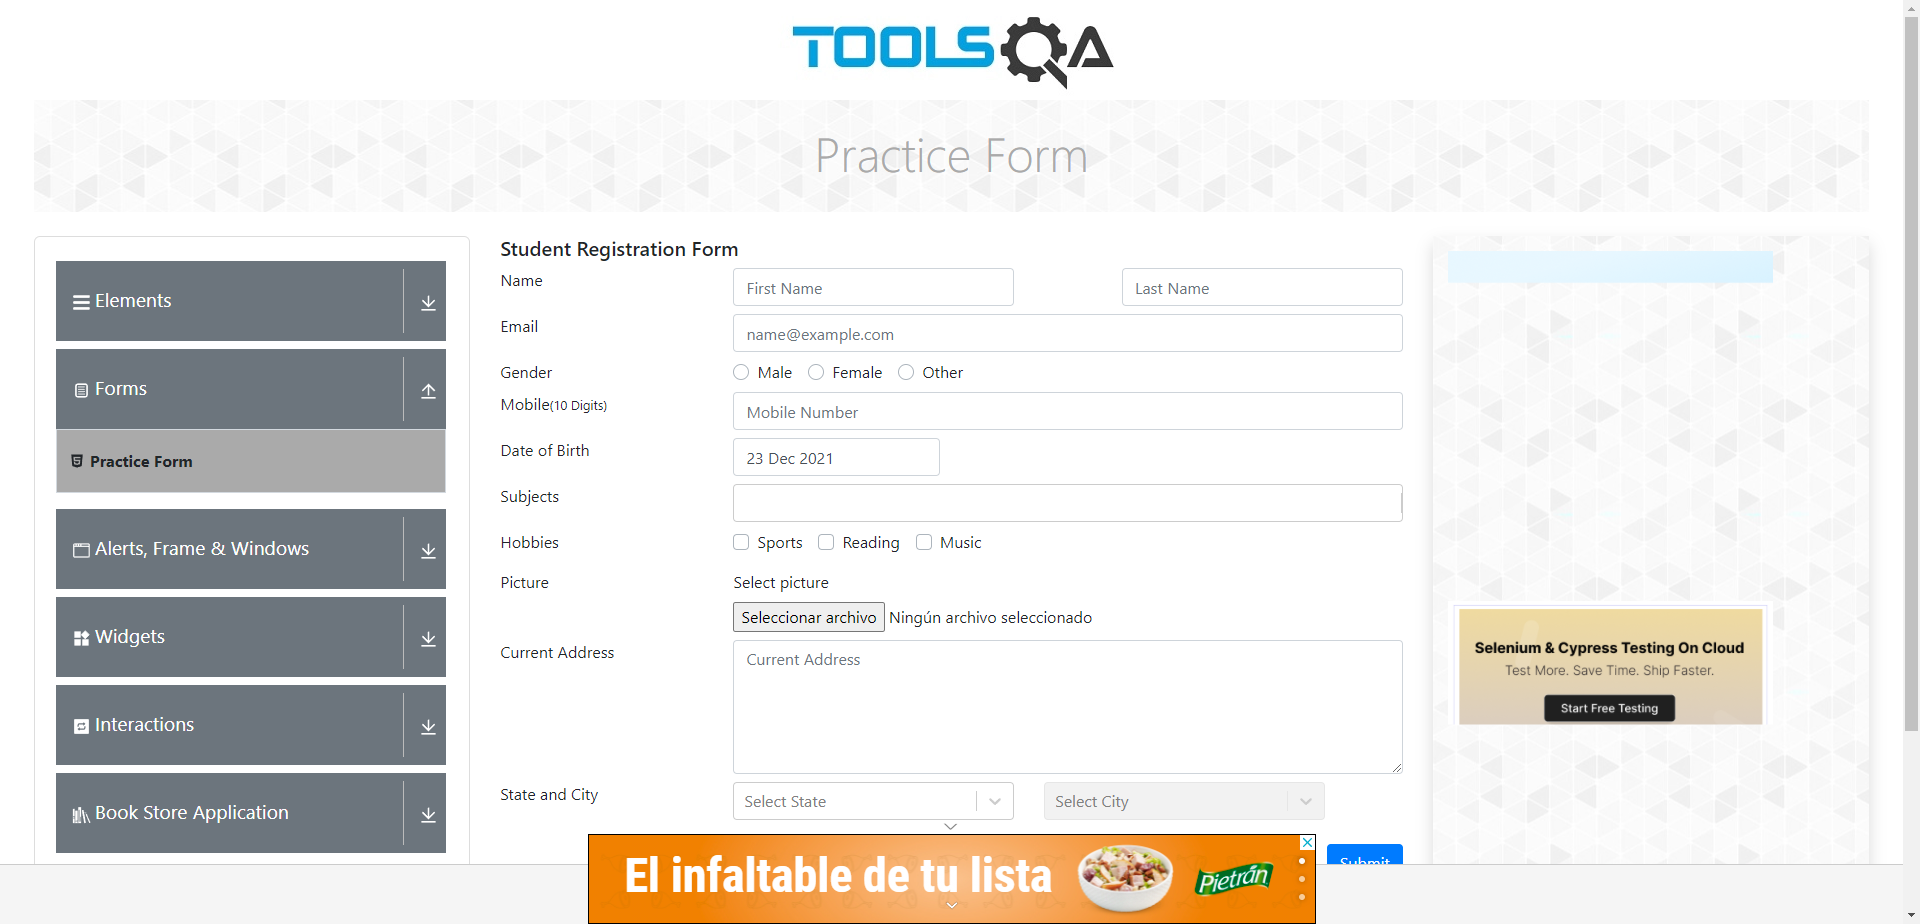 TOOLSQA
Practice Form
Elements
Forms
Practice Form
Alerts, Frame & Windows
Widgets
Interactions
Book Store Application
Student Registration Form
Name
First Name
Last Name
Email
name@example.com
Gender
Male
Female
Other
Mobile(10 Digits)
Mobile Number
Date of Birth
23 Dec 2021
Subjects
Hobbies
Sports
Reading
Music
Picture
Select picture
Seleccionar archivo
Ningún archivo seleccionado
Current Address
Current Address
State and City
Select State
Select City
Submit
Selenium & Cypress Testing On Cloud
Test More. Save Time. Ship Faster.
Start Free Testing
El infaltable de tu lista
Pietrán